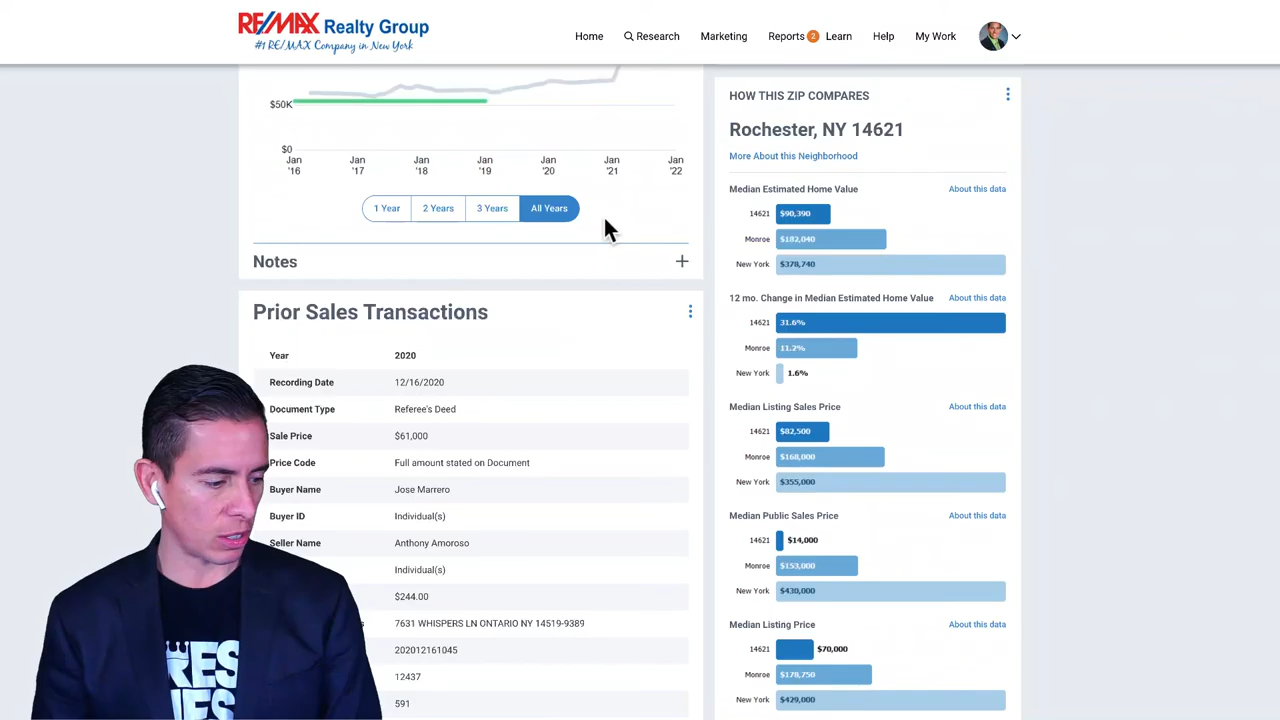 RE/MAX Realty Group
#1 RE/MAX Company in New York
Home
Research
Marketing
Reports 2
Learn
Help
My Work
$50K
$0
Jan '16
Jan '17
Jan '18
Jan '19
Jan '20
Jan '21
Jan '22
1 Year
2 Years
3 Years
All Years
Notes
Prior Sales Transactions
Year 2020
Recording Date 12/16/2020
Document Type Referee's Deed
Sale Price $61,000
Price Code Full amount stated on Document
Buyer Name Jose Marrero
Buyer ID Individual(s)
Seller Name Anthony Amoroso
Individual(s)
$244.00
7631 WHISPERS LN ONTARIO NY 14519-9389
202012161045
12437
591
HOW THIS ZIP COMPARES
Rochester, NY 14621
More About this Neighborhood
Median Estimated Home Value About this data
14621 $90,390
Monroe $182,040
New York $378,740
12 mo. Change in Median Estimated Home Value About this data
14621 31.6%
Monroe 11.2%
New York 1.6%
Median Listing Sales Price About this data
14621 $82,500
Monroe $168,000
New York $355,000
Median Public Sales Price About this data
14621 $14,000
Monroe $153,000
New York $430,000
Median Listing Price About this data
14621 $70,000
Monroe $178,750
New York $429,000